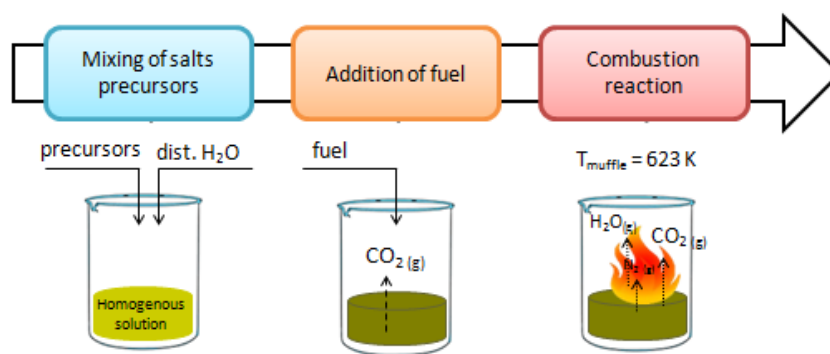 Mixing of salts
precursors
Addition of fuel
Combustion
reaction
precursors
dist. H₂O
fuel
T_muffle = 623 K
Homogenous
solution
CO₂ (g)
H₂O(g)
CO₂ (g)
N₂ (g)